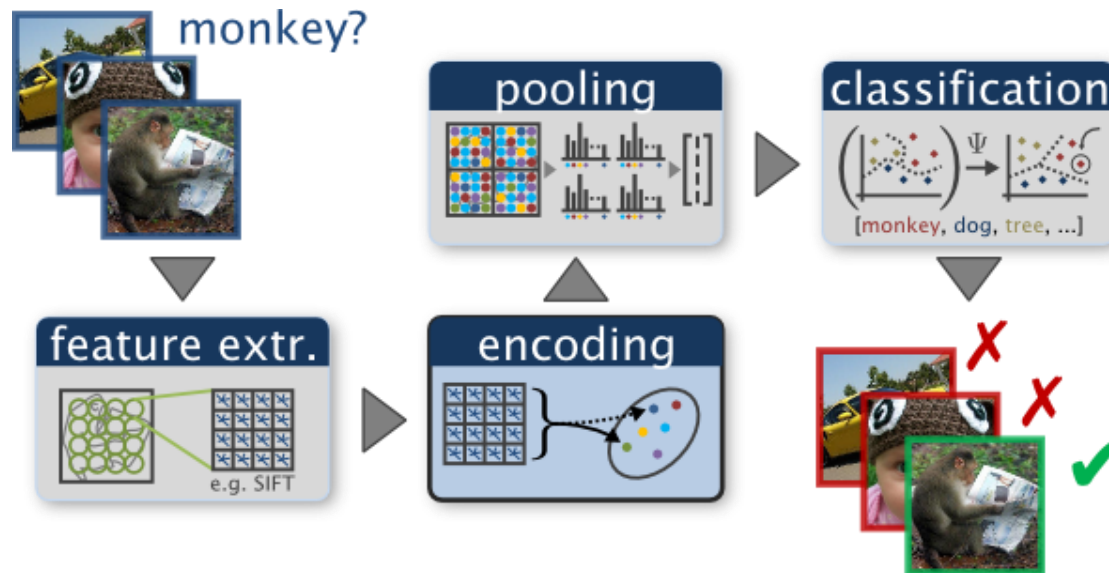 monkey?
feature extr.
e.g. SIFT
encoding
pooling
classification
Ψ
[monkey, dog, tree, ...]